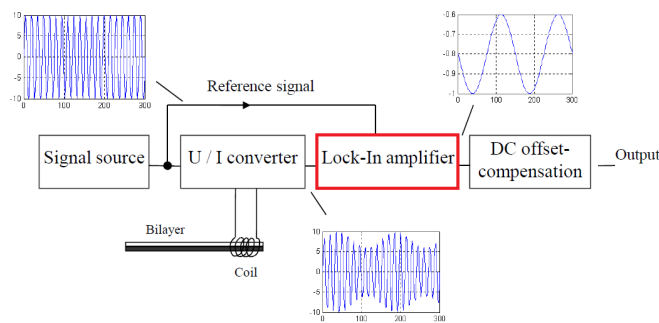 10
5
0
-5
-10
0 100 200 300
-0.6
-0.7
-0.8
-0.9
-1
0 100 200 300
Reference signal
Signal source
U / I converter
Lock-In amplifier
DC offset-
compensation
Output
Bilayer
Coil
10
5
0
-5
-10
0 100 200 300